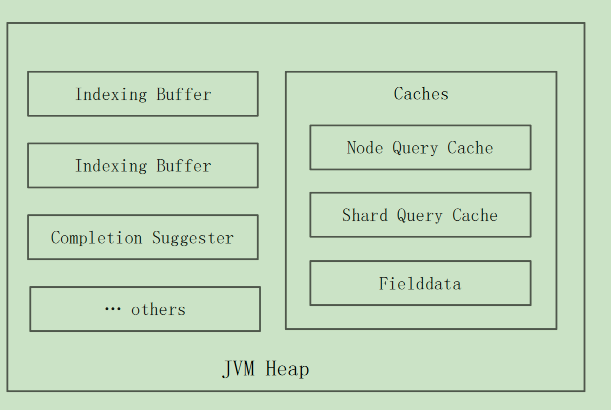 Indexing Buffer
Indexing Buffer
Completion Suggester
… others
Caches
Node Query Cache
Shard Query Cache
Fielddata
JVM Heap